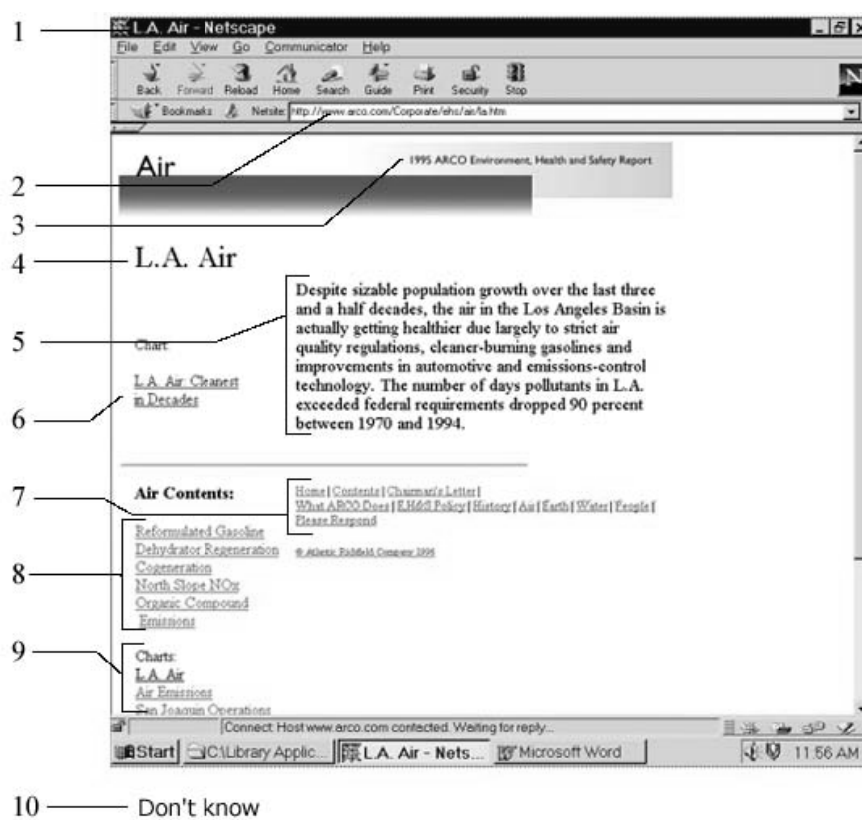 1
L.A. Air - Netscape
File Edit View Go Communicator Help
Back Forward Reload Home Search Guide Print Security Stop
N
Bookmarks Netsite: http://www.arco.com/Corporate/ehs/air/la.htm
2
Air
1995 ARCO Environment, Health and Safety Report
3
4
L.A. Air
5
Despite sizable population growth over the last three
and a half decades, the air in the Los Angeles Basin is
actually getting healthier due largely to strict air
quality regulations, cleaner-burning gasolines and
improvements in automotive and emissions-control
technology. The number of days pollutants in L.A.
exceeded federal requirements dropped 90 percent
between 1970 and 1994.
Chart:
6
L.A. Air: Cleanest
in Decades
7
Air Contents:
Home | Contents | Chairman's Letter |
What ARCO Does | E,H&S Policy | History | Air | Earth | Water | People |
Please Respond
8
Reformulated Gasoline
Dehydrator Regeneration
Cogeneration
North Slope NOx
Organic Compound
Emissions
© Atlantic Richfield Company 1996
9
Charts:
L.A. Air
Air Emissions
San Joaquin Operations
Connect: Host www.arco.com contacted. Waiting for reply...
Start C:\Library Applic... L.A. Air - Nets... Microsoft Word 11:56 AM
10 Don't know